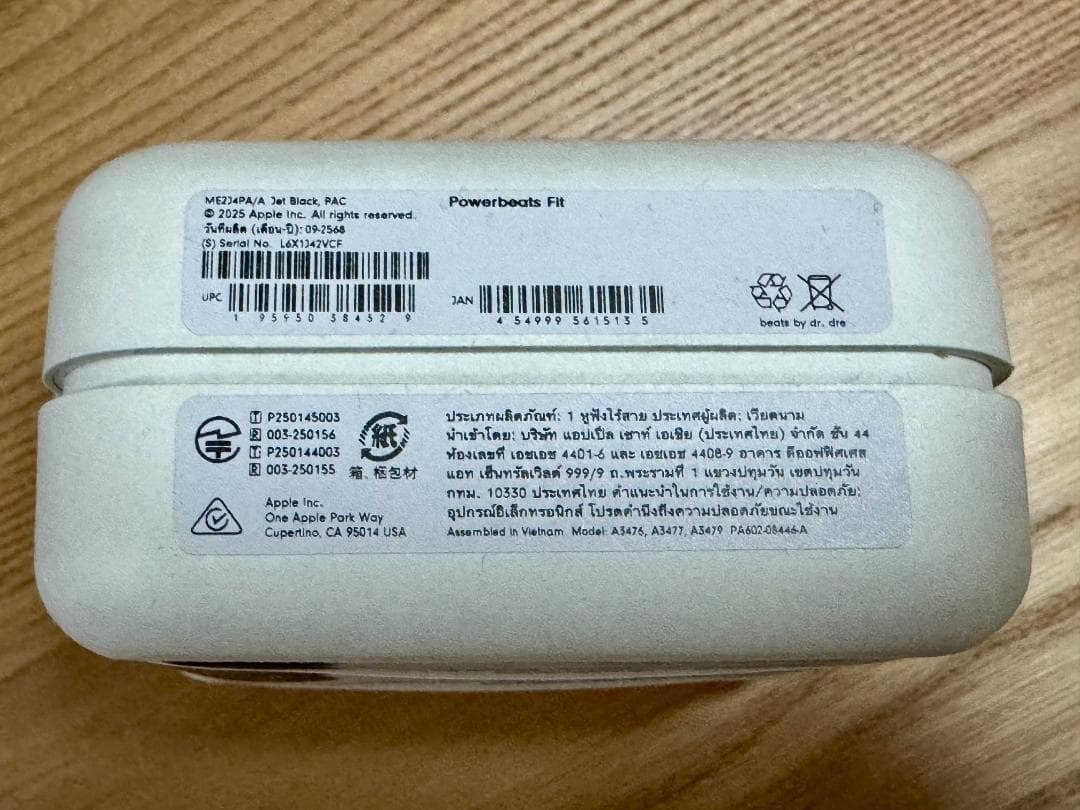 ME2J4PA/A Jet Black, PAC
© 2025 Apple Inc. All rights reserved.
วันที่ผลิต (เดือน-ปี): 09-2568
(S) Serial No. L6X1J42VCF
UPC
1 95950 38452 9
Powerbeats Fit
JAN
4 54999 561513 5
beats by dr. dre
T P250145003
R 003-250156
T P250144003
R 003-250155
紙
箱、梱包材
Apple Inc.
One Apple Park Way
Cupertino, CA 95014 USA
ประเภทผลิตภัณฑ์: 1 หูฟังไร้สาย ประเทศผู้ผลิต: เวียดนาม
นำเข้าโดย: บริษัท แอปเปิ้ล เซาท์ เอเชีย (ประเทศไทย) จำกัด ชั้น 44
ห้องเลขที่ เอชเอช 4401-6 และ เอชเอช 4408-9 อาคาร ดิออฟฟิศเศส
แอท เซ็นทรัลเวิลด์ 999/9 ถ.พระรามที่ 1 แขวงปทุมวัน เขตปทุมวัน
กทม. 10330 ประเทศไทย คำแนะนำในการใช้งาน/ความปลอดภัย:
อุปกรณ์อิเล็กทรอนิกส์ โปรดคำนึงถึงความปลอดภัยขณะใช้งาน
Assembled in Vietnam Model: A3476, A3477, A3479 PA602-08446-A